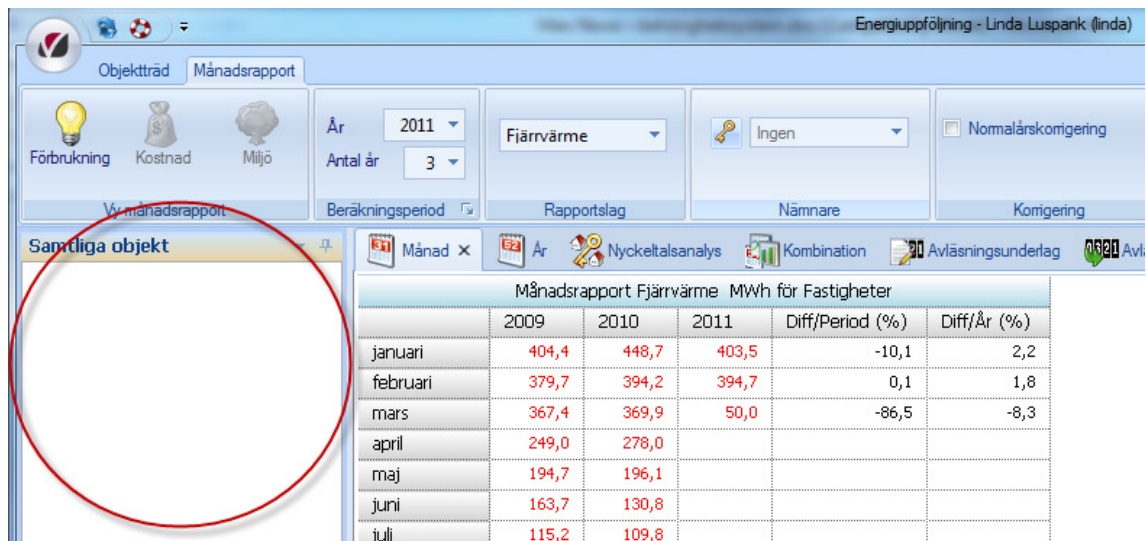 Energiuppföljning - Linda Luspank (linda)
Objektträd Månadsrapport
Förbrukning Kostnad Miljö
År 2011
Antal år 3
Fjärrvärme
Ingen
Normalårskorrigering
Vy månadsrapport Beräkningsperiod Rapportslag Nämnare Korrigering
Samtliga objekt
Månad År Nyckeltalsanalys Kombination Avläsningsunderlag
Månadsrapport Fjärrvärme MWh för Fastigheter
2009 2010 2011 Diff/Period (%) Diff/År (%)
januari 404,4 448,7 403,5 -10,1 2,2
februari 379,7 394,2 394,7 0,1 1,8
mars 367,4 369,9 50,0 -86,5 -8,3
april 249,0 278,0
maj 194,7 196,1
juni 163,7 130,8
juli 115,2 109,8